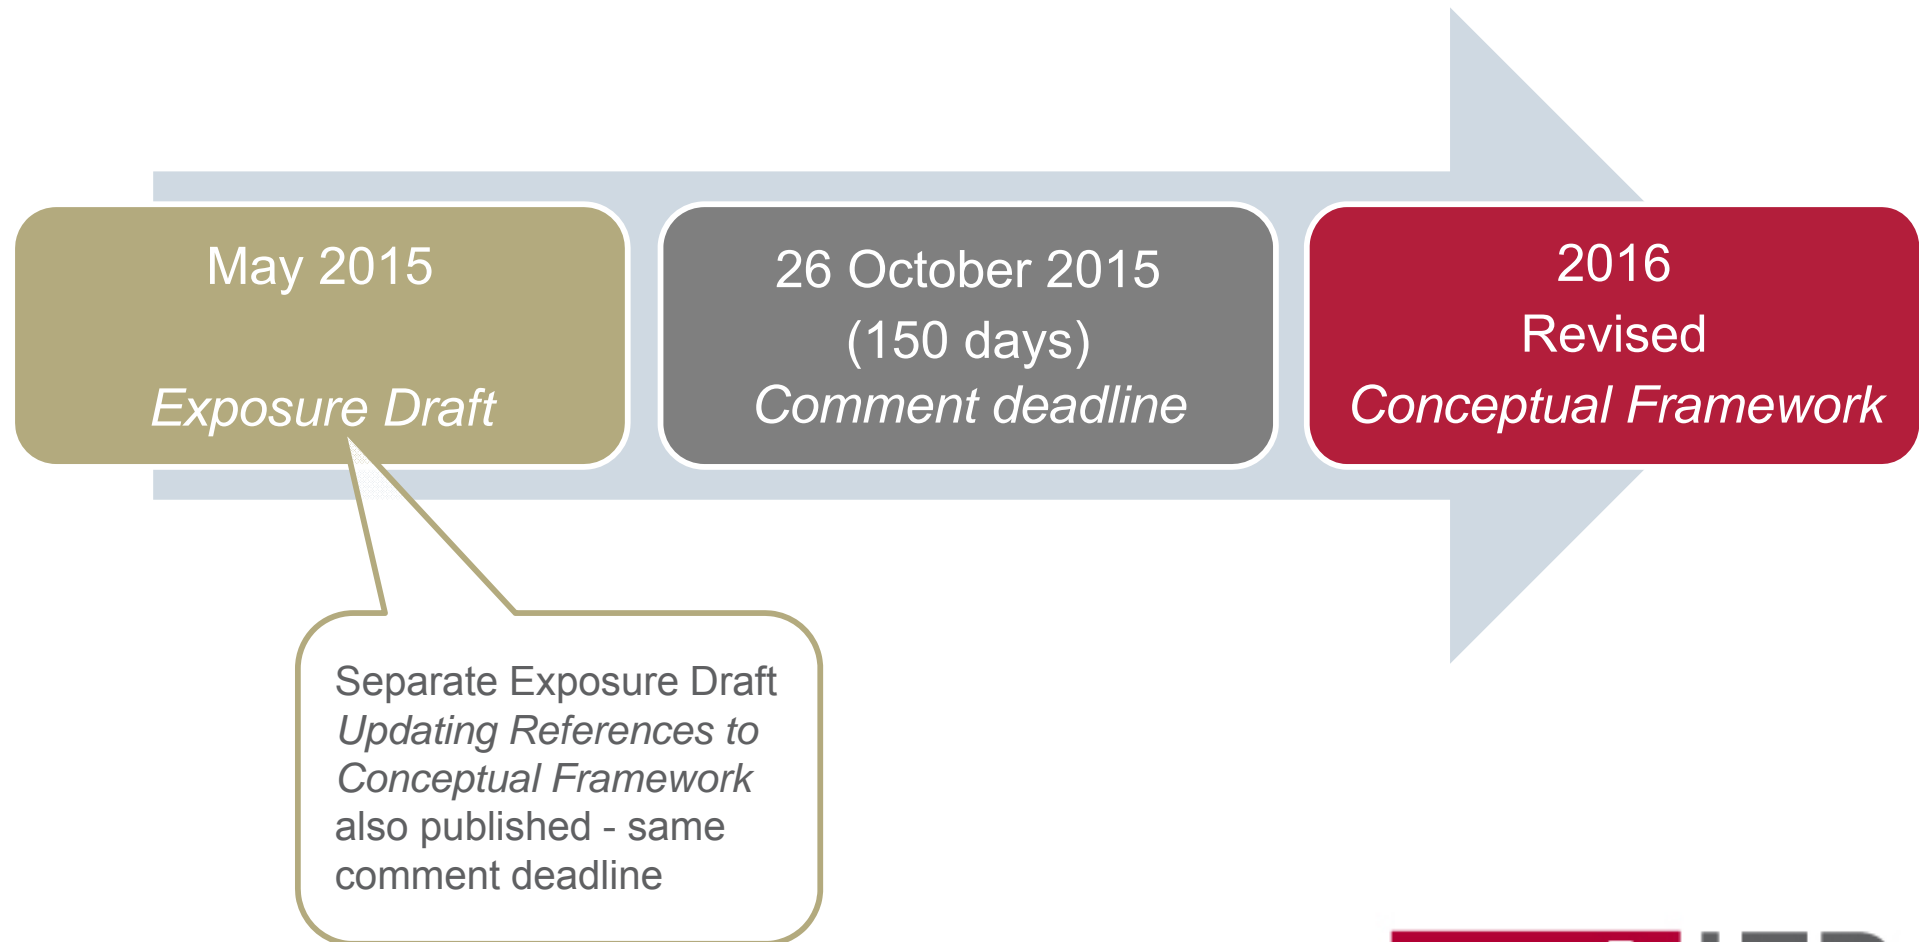 May 2015
Exposure Draft
26 October 2015
(150 days)
Comment deadline
2016
Revised
Conceptual Framework
Separate Exposure Draft
Updating References to
Conceptual Framework
also published - same
comment deadline